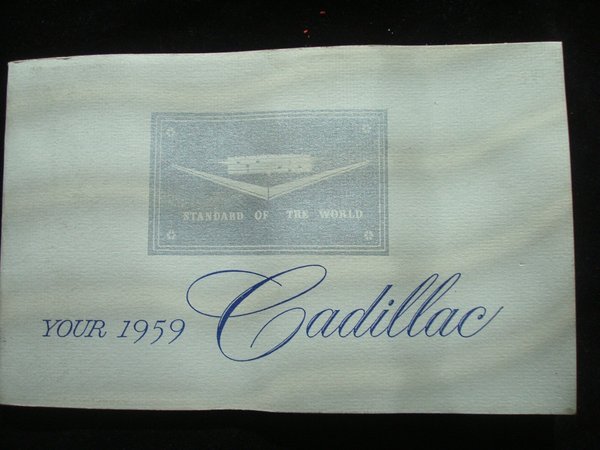 STANDARD OF THE WORLD
YOUR 1959 Cadillac